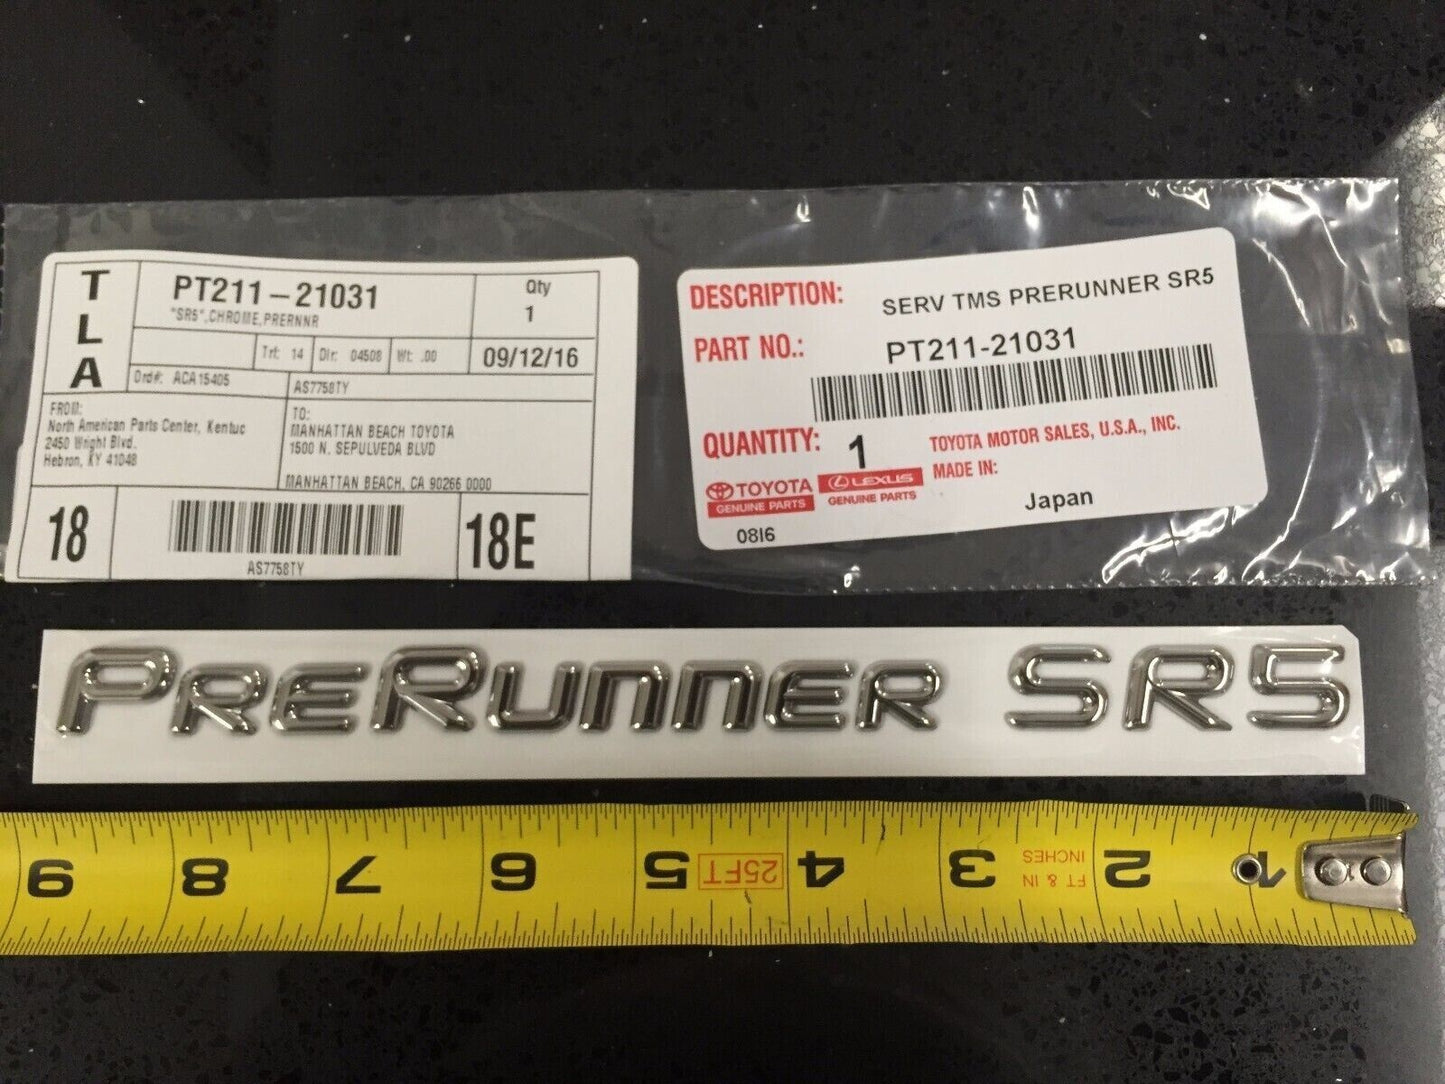 TLA
PT211-21031
"SR5",CHROME,PRERNNR
Qty
1
Trt: 14 Dlr: 04508 Wt: .00
09/12/16
Ord#: ACA15405
AS7758TY
FROM:
North American Parts Center, Kentuc
2450 Wright Blvd.
Hebron, KY 41048
TO:
MANHATTAN BEACH TOYOTA
1500 N. SEPULVEDA BLVD
MANHATTAN BEACH, CA 90266 0000
18
AS7758TY
18E
DESCRIPTION: SERV TMS PRERUNNER SR5
PART NO.: PT211-21031
QUANTITY: 1
TOYOTA MOTOR SALES, U.S.A., INC.
MADE IN:
Japan
TOYOTA
GENUINE PARTS
LEXUS
GENUINE PARTS
0816
PRERUNNER SR5
9 8 7 6 5 25FT 4 3 FT & IN INCHES 2 1